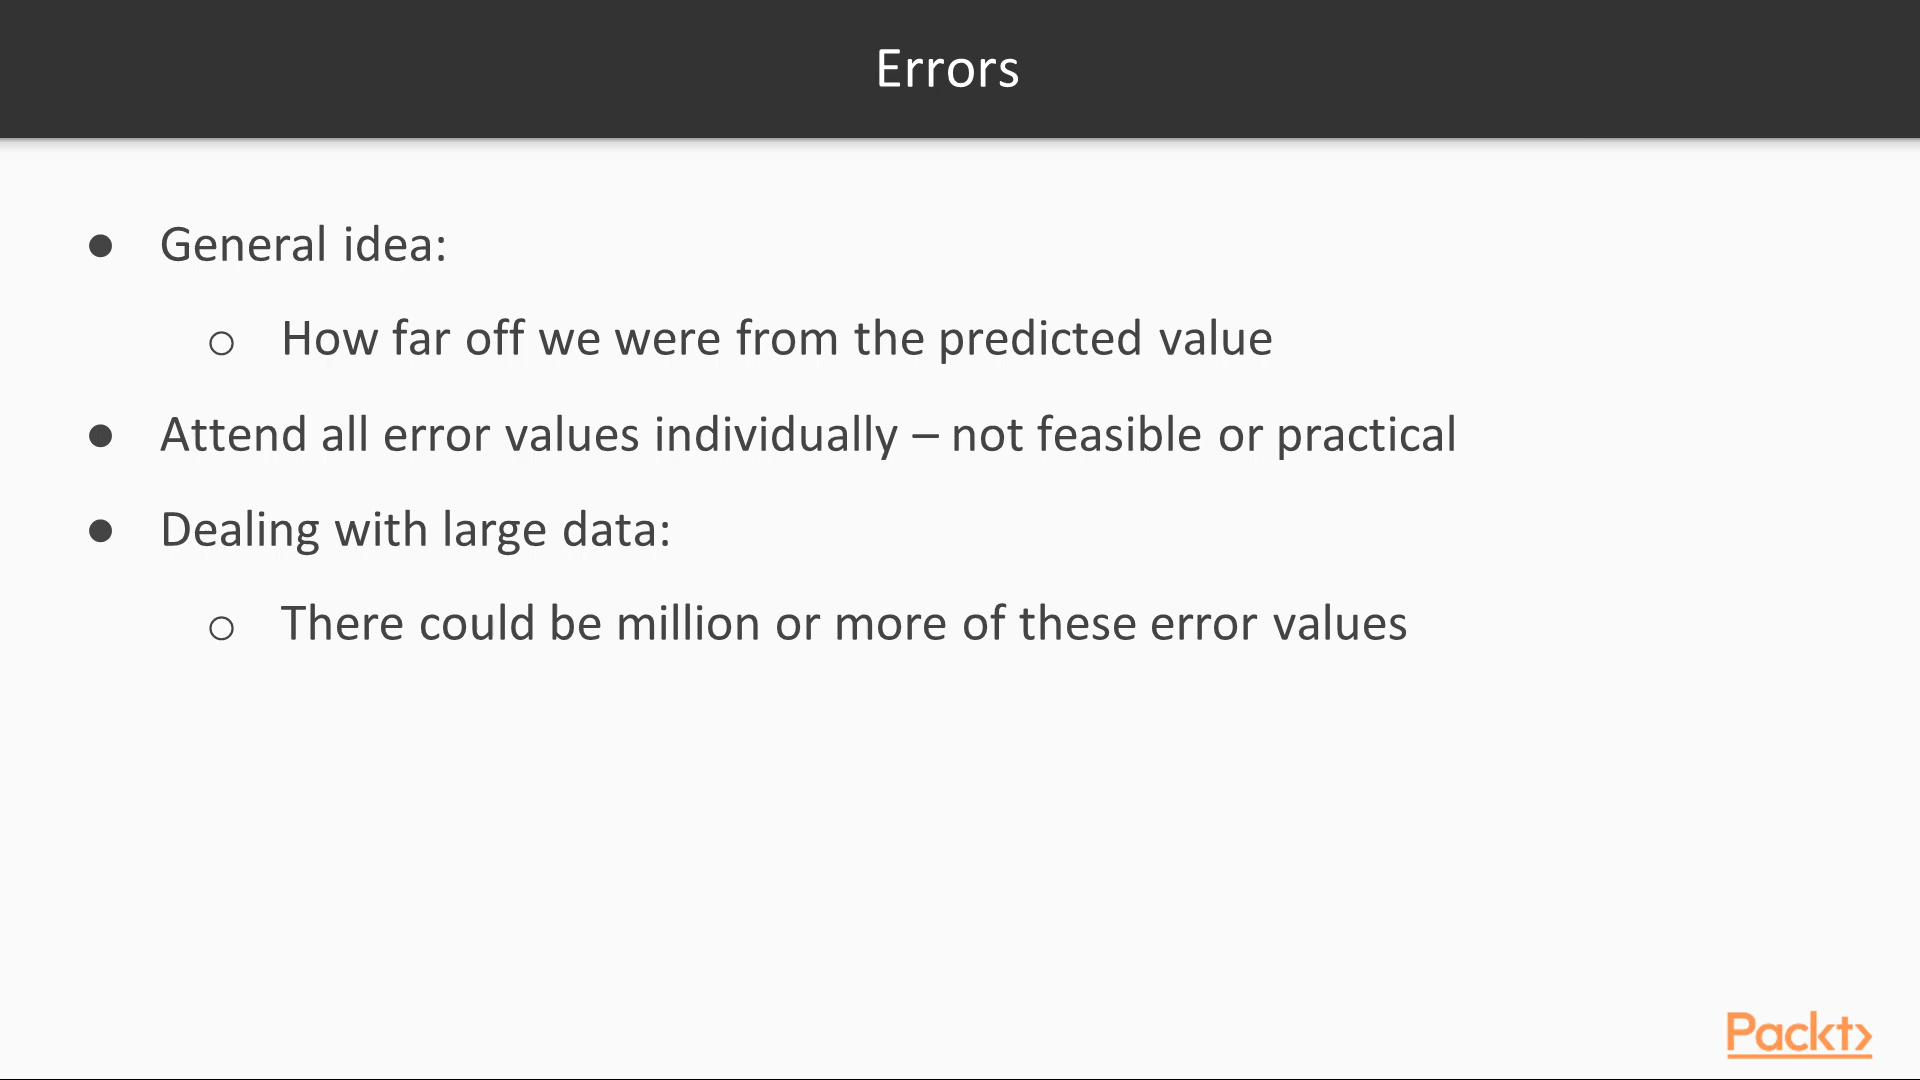 Errors
● General idea:
○ How far off we were from the predicted value
● Attend all error values individually – not feasible or practical
● Dealing with large data:
○ There could be million or more of these error values
Packt>